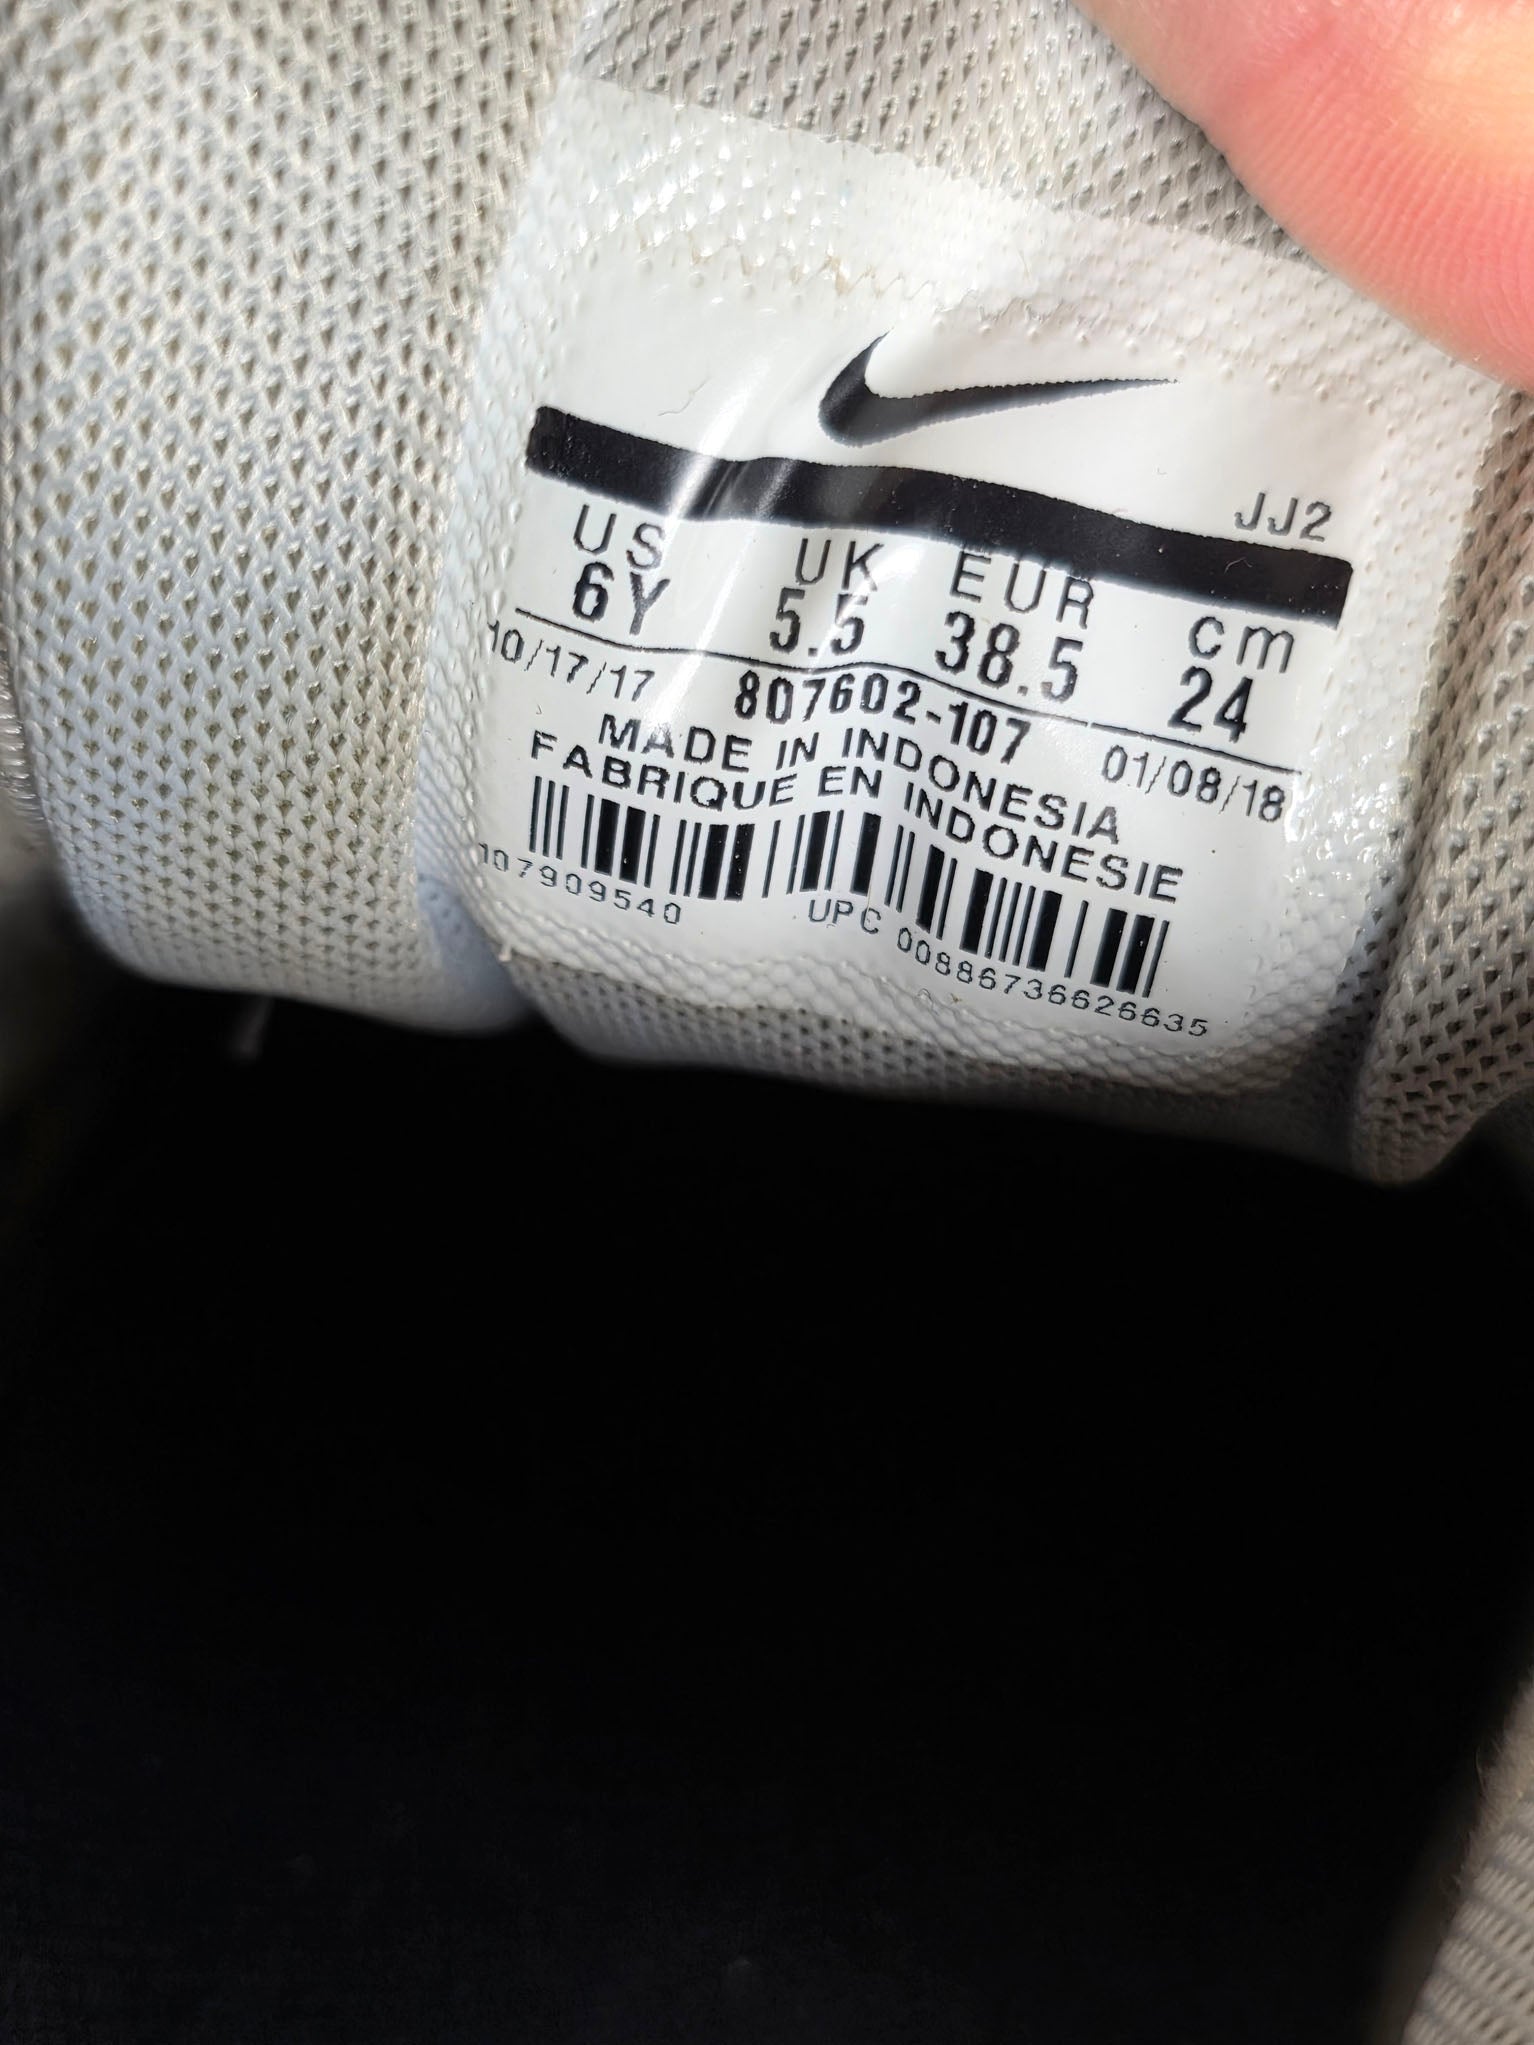 JJ2
US UK EUR cm
6Y 5.5 38.5 24
10/17/17 807602-107 01/08/18
MADE IN INDONESIA
FABRIQUE EN INDONESIE
107909540 UPC 00886736626635